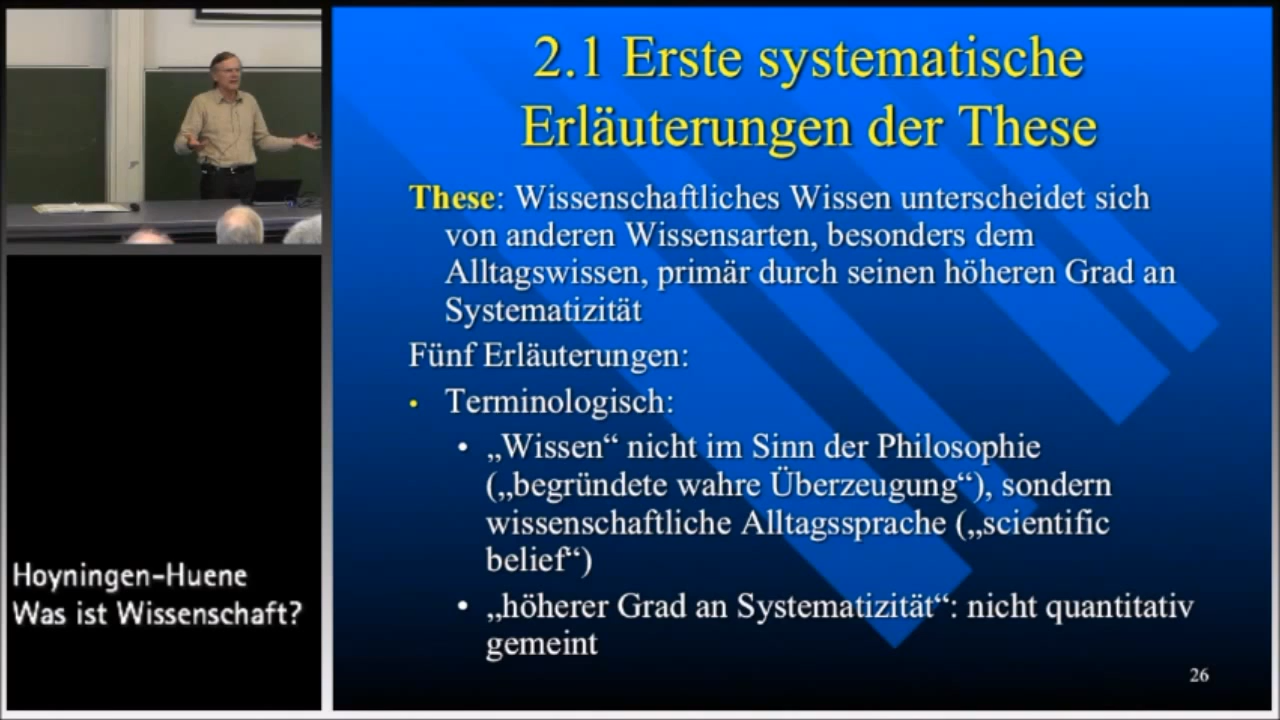 2.1 Erste systematische
Erläuterungen der These
These: Wissenschaftliches Wissen unterscheidet sich
von anderen Wissensarten, besonders dem
Alltagswissen, primär durch seinen höheren Grad an
Systematizität
Fünf Erläuterungen:
• Terminologisch:
• „Wissen“ nicht im Sinn der Philosophie
(„begründete wahre Überzeugung“), sondern
wissenschaftliche Alltagssprache („scientific
belief“)
• „höherer Grad an Systematizität“: nicht quantitativ
gemeint
26
Hoyningen-Huene
Was ist Wissenschaft?